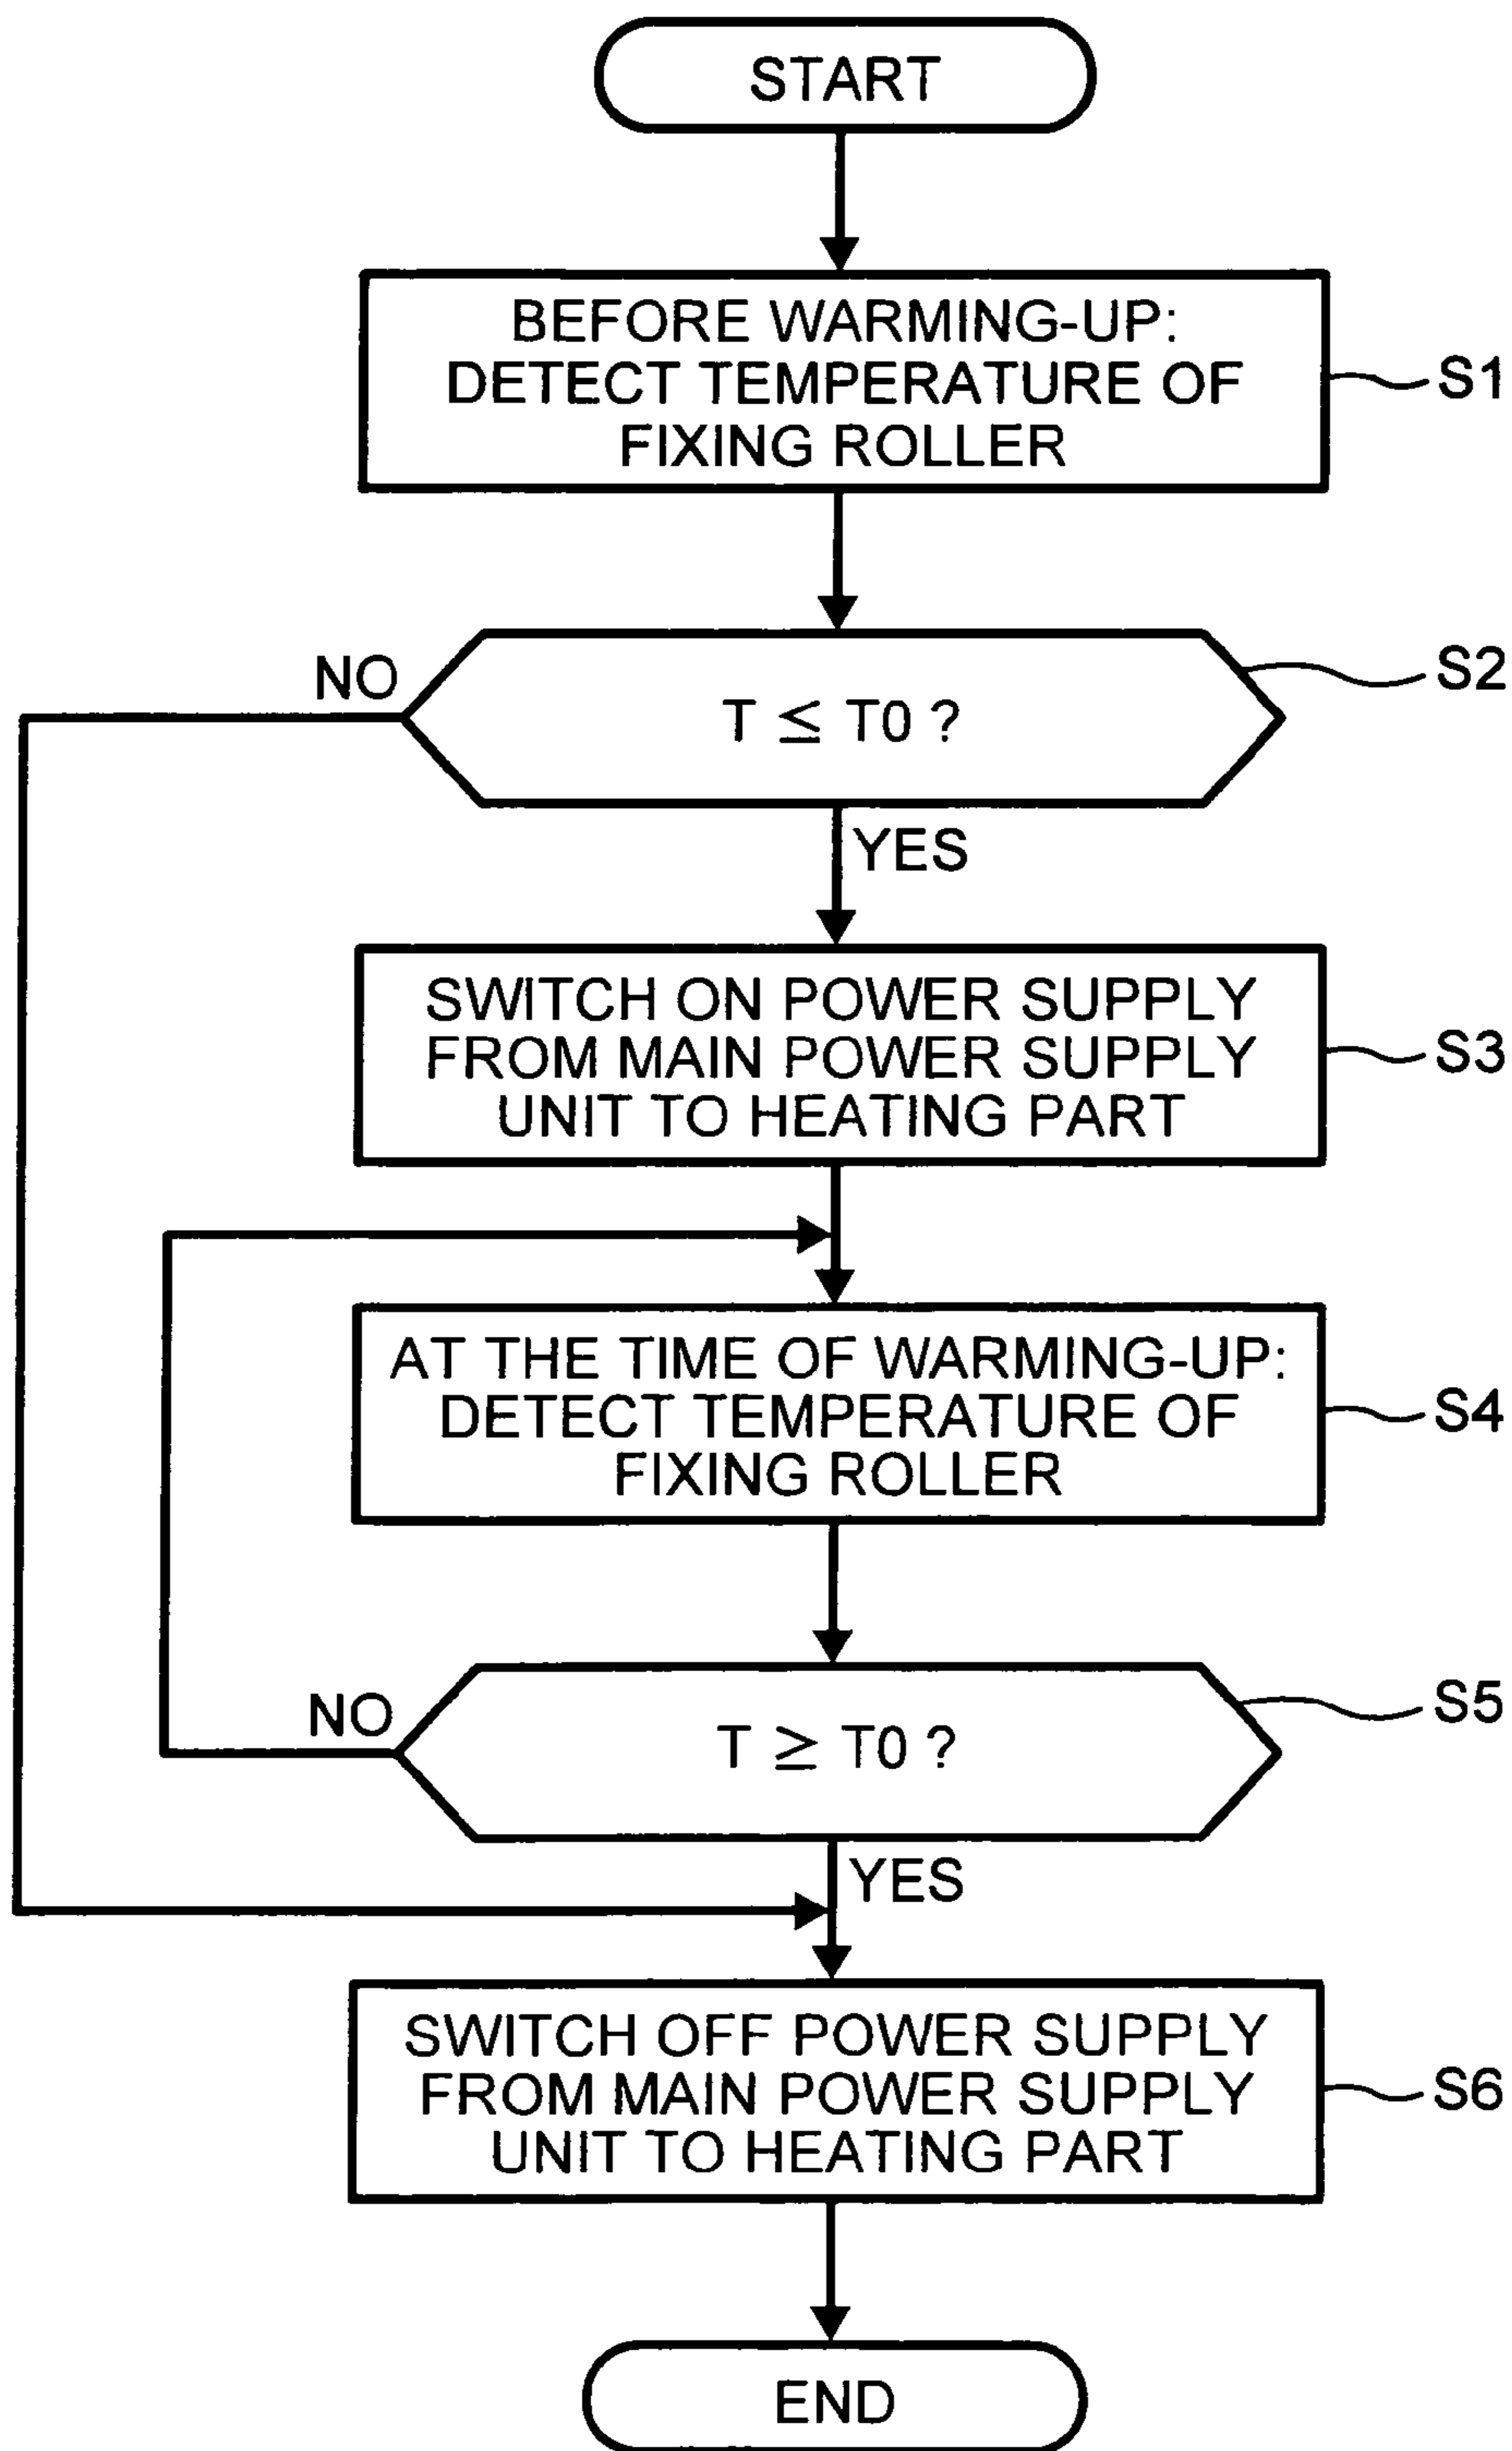 START
BEFORE WARMING-UP:
DETECT TEMPERATURE OF
FIXING ROLLER
S1
NO
T ≤ T0 ?
S2
YES
SWITCH ON POWER SUPPLY
FROM MAIN POWER SUPPLY
UNIT TO HEATING PART
S3
AT THE TIME OF WARMING-UP:
DETECT TEMPERATURE OF
FIXING ROLLER
S4
NO
T ≥ T0 ?
S5
YES
SWITCH OFF POWER SUPPLY
FROM MAIN POWER SUPPLY
UNIT TO HEATING PART
S6
END